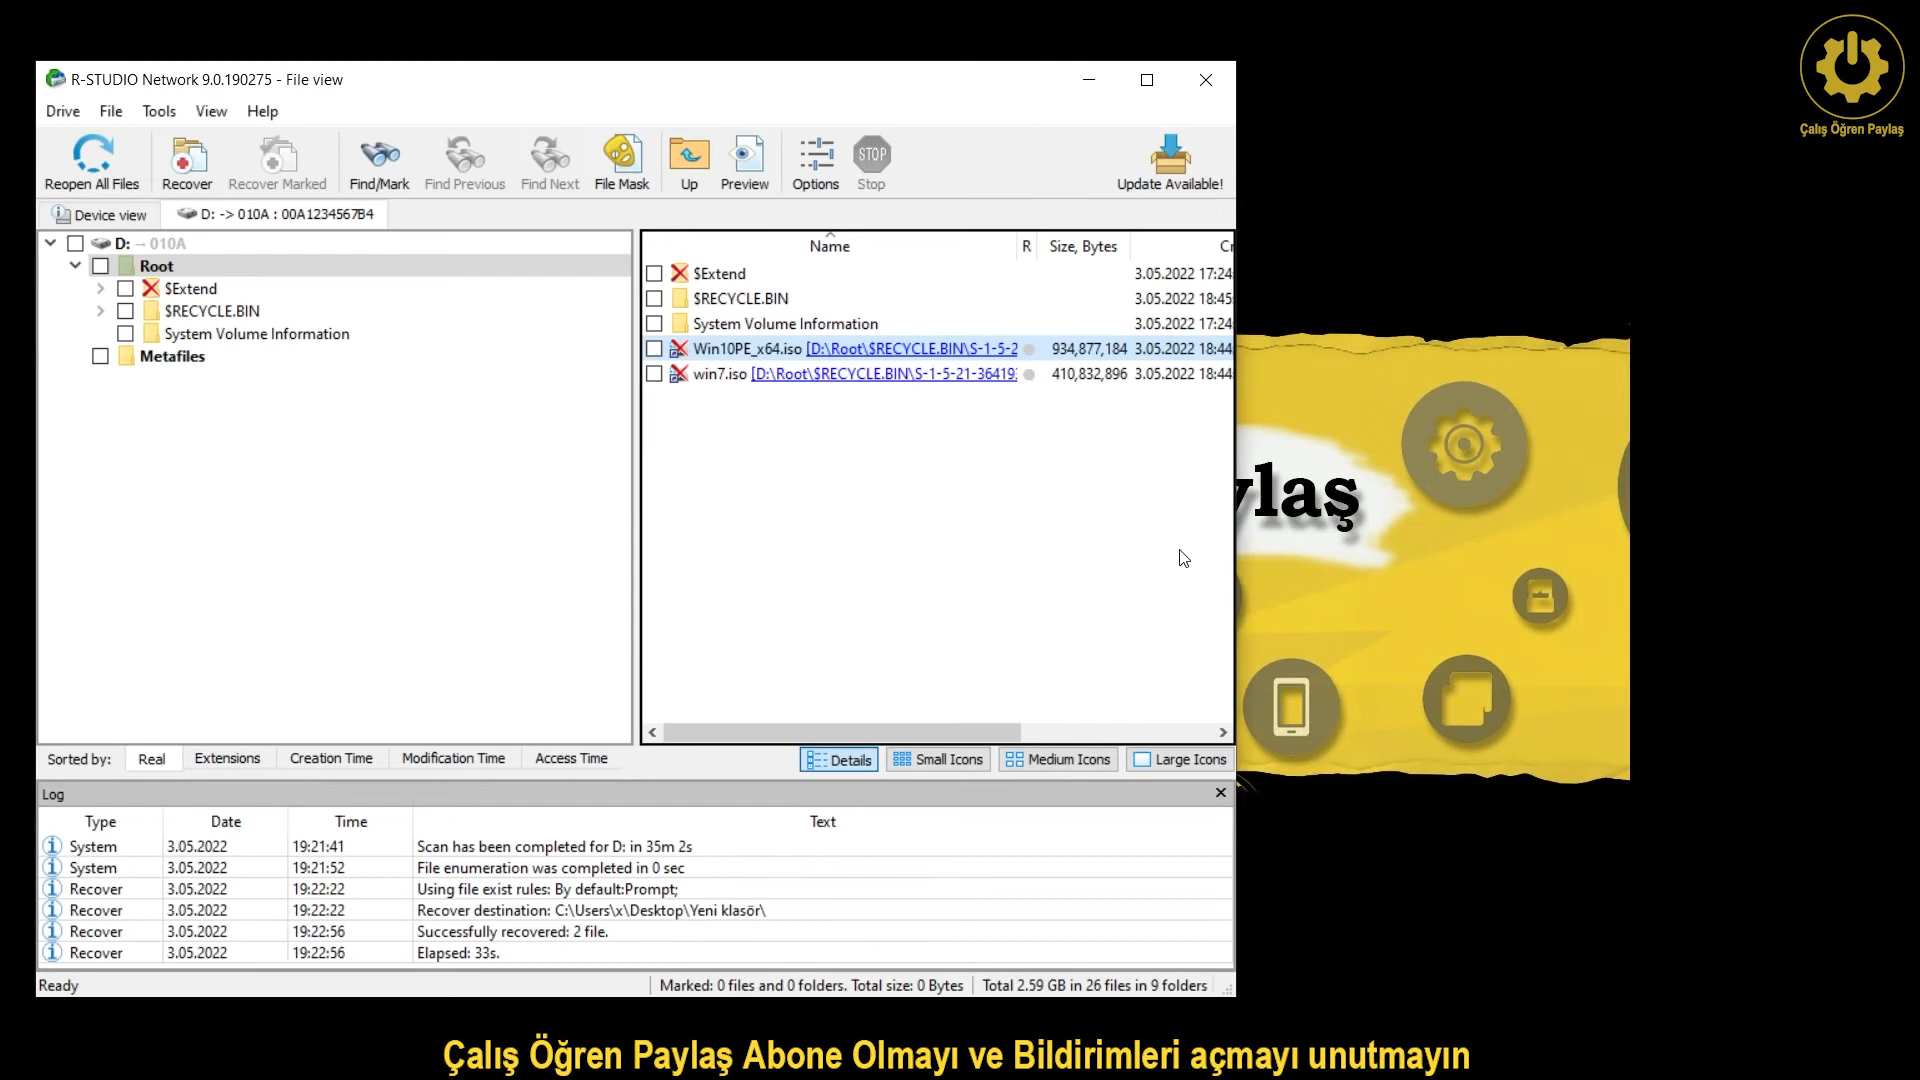 Çalış Öğren Paylaş
R-STUDIO Network 9.0.190275 - File view
Drive File Tools View Help
Reopen All Files Recover Recover Marked Find/Mark Find Previous Find Next File Mask Up Preview Options STOP Stop Update Available!
Device view D: -> 010A : 00A1234567B4
D: – 010A
Root
$Extend
$RECYCLE.BIN
System Volume Information
Metafiles
Name R Size, Bytes Cr
$Extend 3.05.2022 17:24:
$RECYCLE.BIN 3.05.2022 18:45:
System Volume Information 3.05.2022 17:24:
Win10PE_x64.iso [D:\Root\$RECYCLE.BIN\S-1-5-2 934,877,184 3.05.2022 18:44:
win7.iso [D:\Root\$RECYCLE.BIN\S-1-5-21-36419: 410,832,896 3.05.2022 18:44:
ylaş
Sorted by: Real Extensions Creation Time Modification Time Access Time Details Small Icons Medium Icons Large Icons
Log
Type Date Time Text
System 3.05.2022 19:21:41 Scan has been completed for D: in 35m 2s
System 3.05.2022 19:21:52 File enumeration was completed in 0 sec
Recover 3.05.2022 19:22:22 Using file exist rules: By default:Prompt;
Recover 3.05.2022 19:22:22 Recover destination: C:\Users\x\Desktop\Yeni klasör\
Recover 3.05.2022 19:22:56 Successfully recovered: 2 file.
Recover 3.05.2022 19:22:56 Elapsed: 33s.
Ready Marked: 0 files and 0 folders. Total size: 0 Bytes Total 2.59 GB in 26 files in 9 folders
Çalış Öğren Paylaş Abone Olmayı ve Bildirimleri açmayı unutmayın